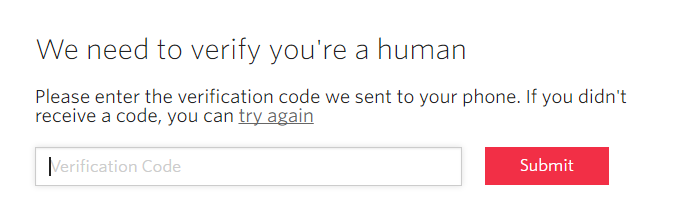 We need to verify you're a human
Please enter the verification code we sent to your phone. If you didn't
receive a code, you can try again
Verification Code
Submit